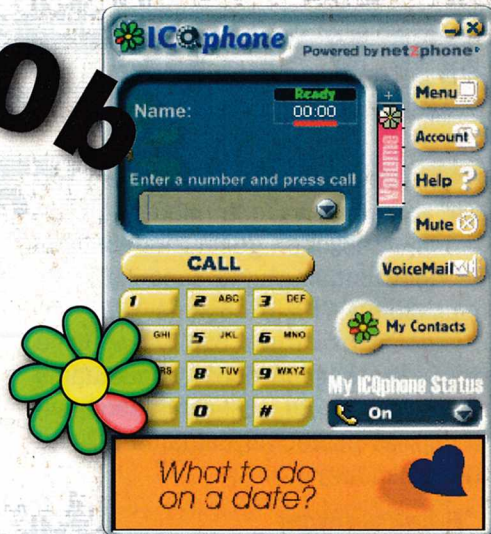 0b
ICQphone
Powered by net2phone
Ready
Name:
00:00
Enter a number and press call
+
Volume
–
Menu
Account
Help ?
Mute
VoiceMail
CALL
1
2 ABC
3 DEF
GHI
5 JKL
6 MNO
RS
8 TUV
9 WXYZ
0
#
My Contacts
My ICQphone Status
On
What to do
on a date?